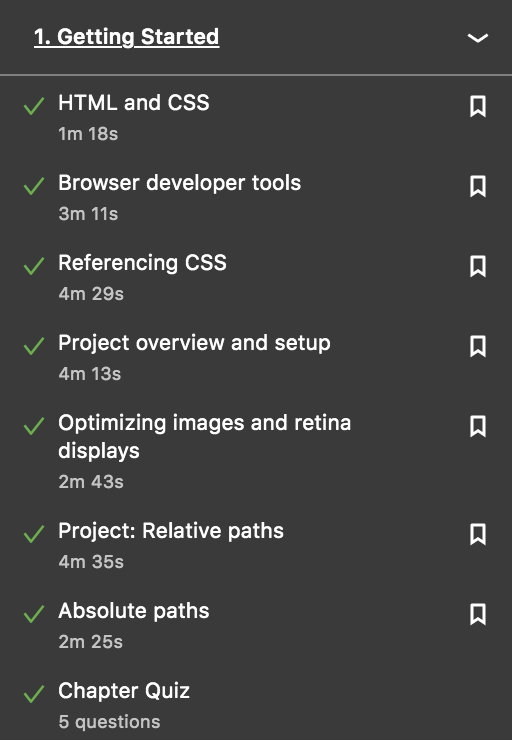 1. Getting Started
HTML and CSS
1m 18s
Browser developer tools
3m 11s
Referencing CSS
4m 29s
Project overview and setup
4m 13s
Optimizing images and retina
displays
2m 43s
Project: Relative paths
4m 35s
Absolute paths
2m 25s
Chapter Quiz
5 questions